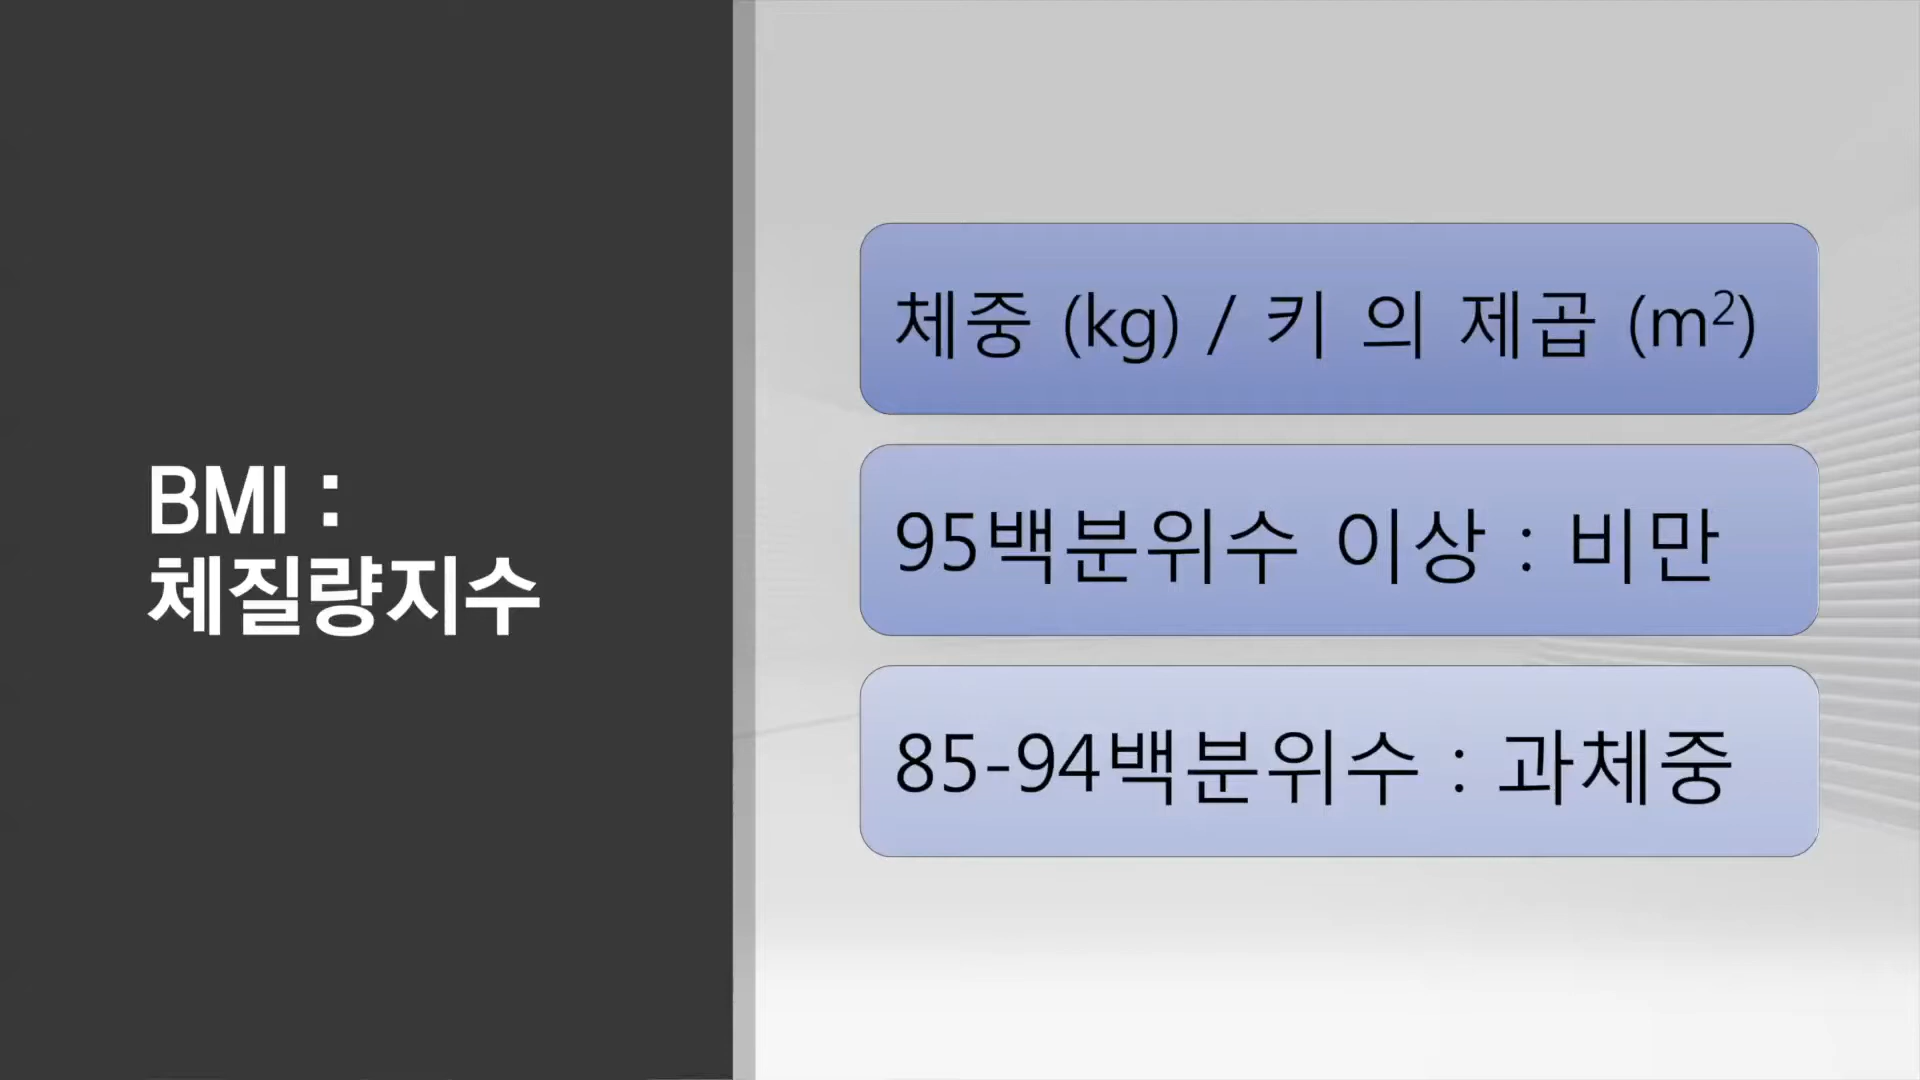 BMI :
체질량지수
체중 (kg) / 키 의 제곱 (m²)
95백분위수 이상 : 비만
85-94백분위수 : 과체중